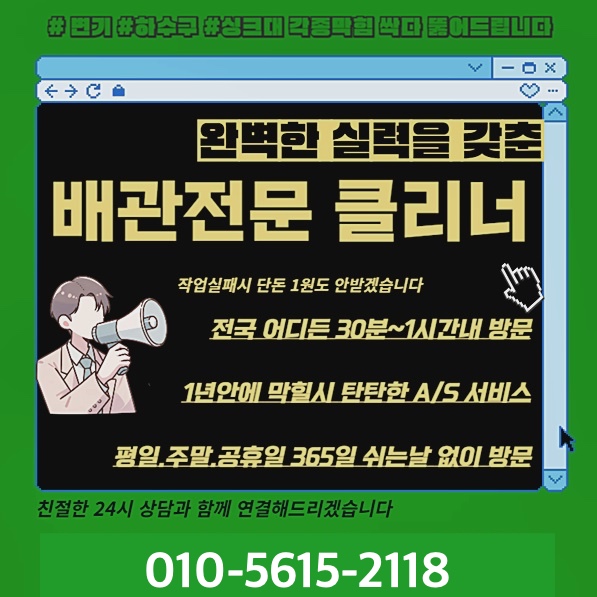 # 변기 #하수구 #싱크대 각종막힘 싹다 뚫어드립니다
완벽한 실력을 갖춘
배관전문 클리너
작업실패시 단돈 1원도 안받겠습니다
전국 어디든 30분~1시간내 방문
1년안에 막힐시 탄탄한 A/S 서비스
평일.주말.공휴일 365일 쉬는날 없이 방문
친절한 24시 상담과 함께 연결해드리겠습니다
010-5615-2118